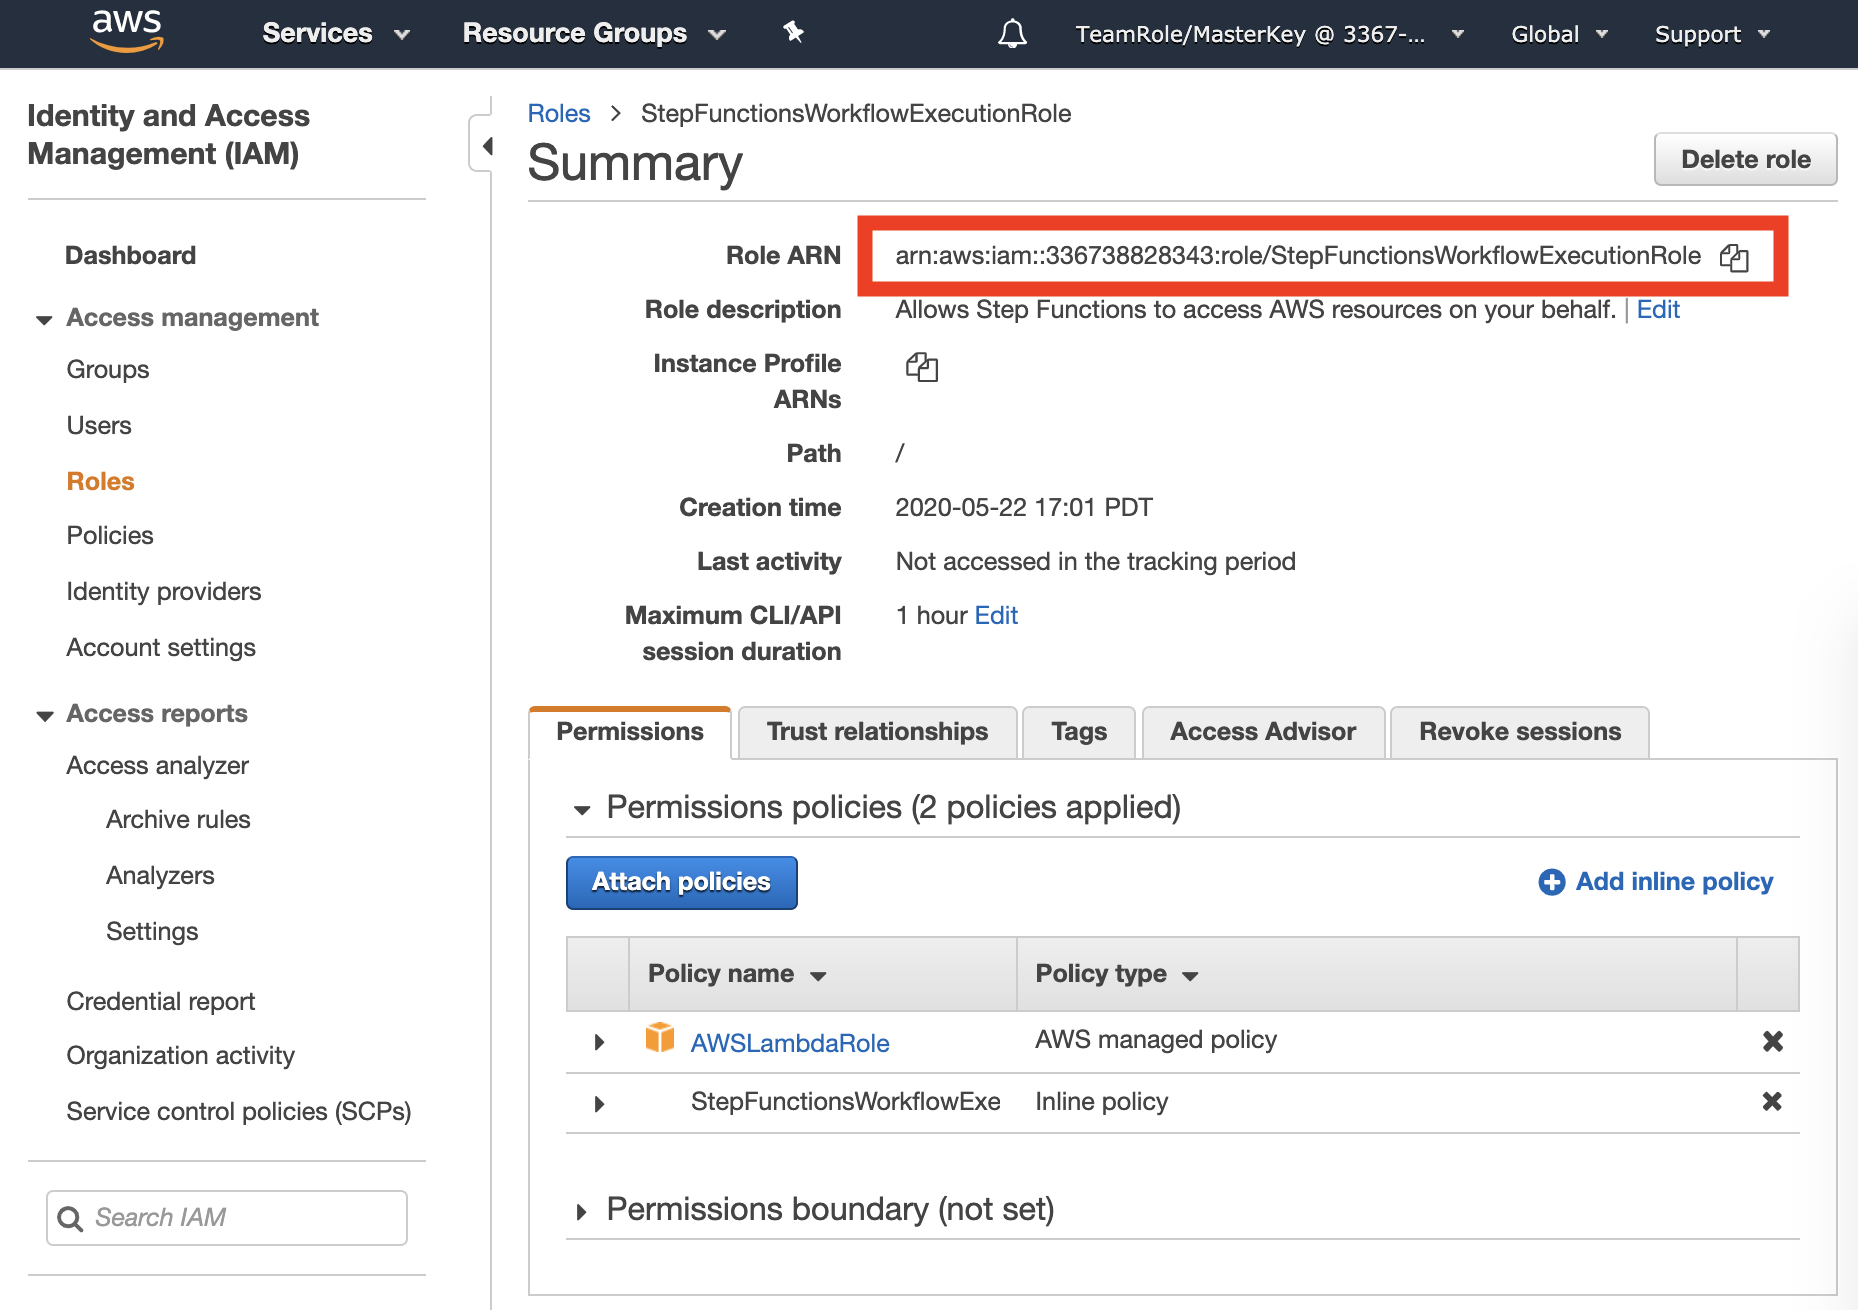 aws
Services
Resource Groups
TeamRole/MasterKey @ 3367-...
Global
Support
Identity and Access
Management (IAM)
Dashboard
Access management
Groups
Users
Roles
Policies
Identity providers
Account settings
Access reports
Access analyzer
Archive rules
Analyzers
Settings
Credential report
Organization activity
Service control policies (SCPs)
Search IAM
Roles > StepFunctionsWorkflowExecutionRole
Summary
Delete role
Role ARN arn:aws:iam::336738828343:role/StepFunctionsWorkflowExecutionRole
Role description Allows Step Functions to access AWS resources on your behalf. | Edit
Instance Profile
ARNs
Path /
Creation time 2020-05-22 17:01 PDT
Last activity Not accessed in the tracking period
Maximum CLI/API 1 hour Edit
session duration
Permissions
Trust relationships
Tags
Access Advisor
Revoke sessions
Permissions policies (2 policies applied)
Attach policies
Add inline policy
Policy name
Policy type
AWSLambdaRole AWS managed policy
StepFunctionsWorkflowExe Inline policy
Permissions boundary (not set)